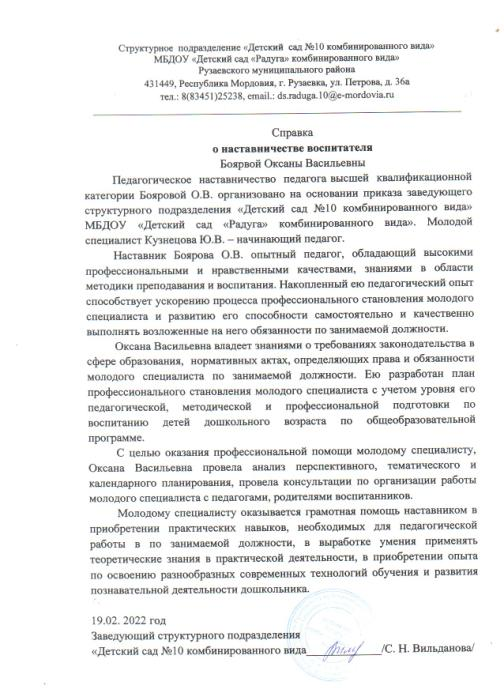 Структурное подразделение «Детский сад №10 комбинированного вида»
МБДОУ «Детский сад «Радуга» комбинированного вида»
Рузаевского муниципального района
431449, Республика Мордовия, г. Рузаевка, ул. Петрова, д. 36а
тел.: 8(83451)25238, email.: ds.raduga.10@e-mordovia.ru
Справка
о наставничестве воспитателя
Боярвой Оксаны Васильевны
Педагогическое наставничество педагога высшей квалификационной
категории Бояровой О.В. организовано на основании приказа заведующего
структурного подразделения «Детский сад №10 комбинированного вида»
МБДОУ «Детский сад «Радуга» комбинированного вида». Молодой
специалист Кузнецова Ю.В. – начинающий педагог.
Наставник Боярова О.В. опытный педагог, обладающий высокими
профессиональными и нравственными качествами, знаниями в области
методики преподавания и воспитания. Накопленный ею педагогический опыт
способствует ускорению процесса профессионального становления молодого
специалиста и развитию его способности самостоятельно и качественно
выполнять возложенные на него обязанности по занимаемой должности.
Оксана Васильевна владеет знаниями о требованиях законодательства в
сфере образования, нормативных актах, определяющих права и обязанности
молодого специалиста по занимаемой должности. Ею разработан план
профессионального становления молодого специалиста с учетом уровня его
педагогической, методической и профессиональной подготовки по
воспитанию детей дошкольного возраста по общеобразовательной
программе.
С целью оказания профессиональной помощи молодому специалисту,
Оксана Васильевна провела анализ перспективного, тематического и
календарного планирования, провела консультации по организации работы
молодого специалиста с педагогами, родителями воспитанников.
Молодому специалисту оказывается грамотная помощь наставником в
приобретении практических навыков, необходимых для педагогической
работы в по занимаемой должности, в выработке умения применять
теоретические знания в практической деятельности, в приобретении опыта
по освоению разнообразных современных технологий обучения и развития
познавательной деятельности дошкольника.
19.02. 2022 год
Заведующий структурного подразделения
«Детский сад №10 комбинированного вида_____________/С. Н. Вильданова/